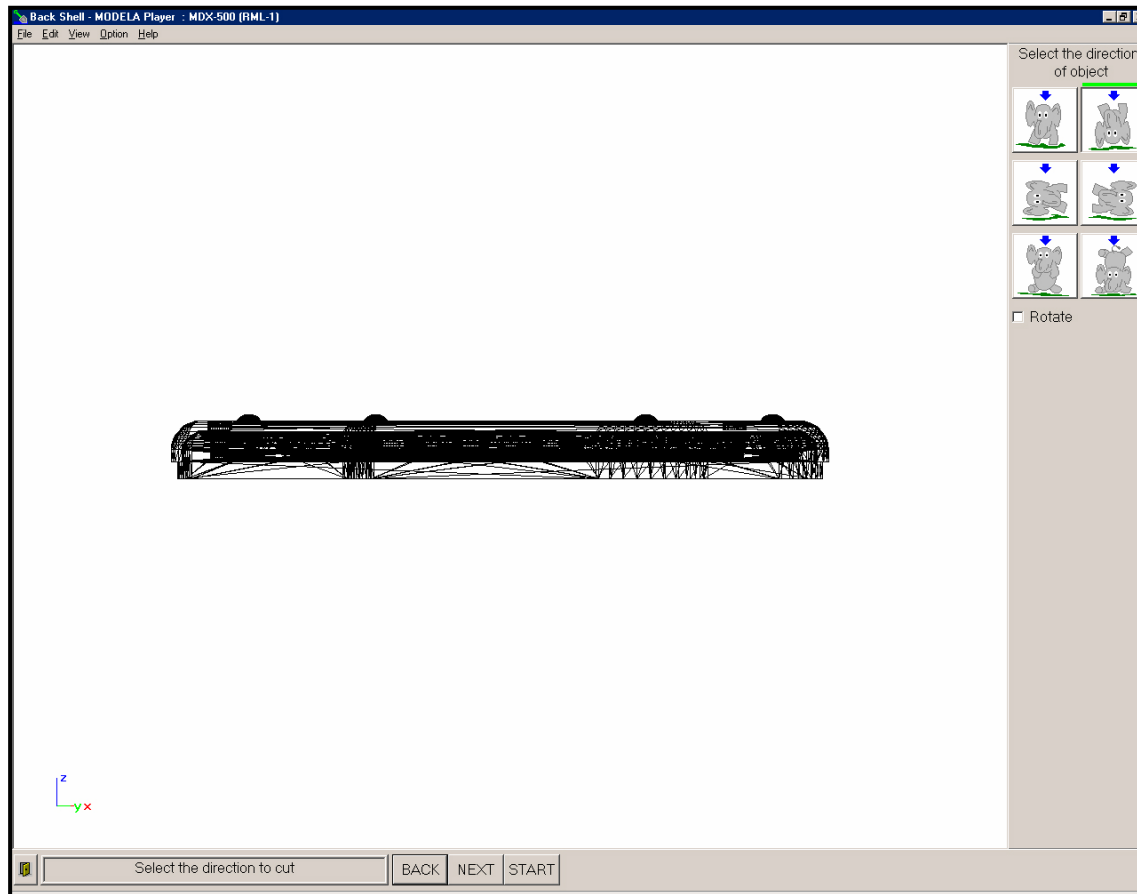 Back Shell - MODELA Player : MDX-500 (RML-1)
File Edit View Option Help
Select the direction
of object
Rotate
z
y x
Select the direction to cut BACK NEXT START